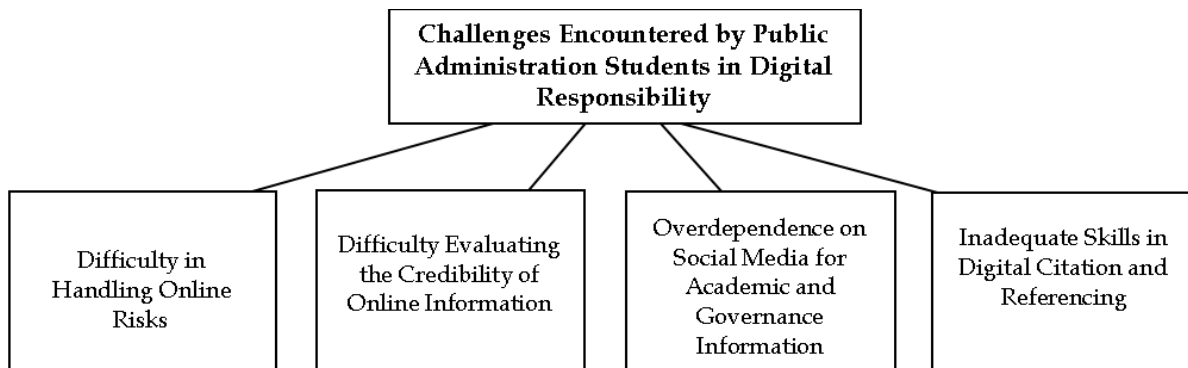 Challenges Encountered by Public
Administration Students in Digital
Responsibility
Difficulty in
Handling Online
Risks
Difficulty Evaluating
the Credibility of
Online Information
Overdependence on
Social Media for
Academic and
Governance
Information
Inadequate Skills in
Digital Citation and
Referencing